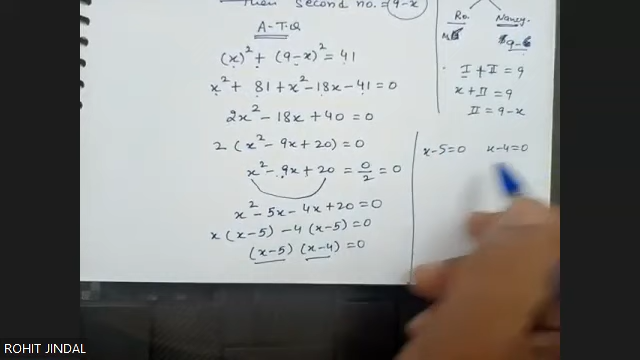 Then second no. = 9-x
A-T-Q
(x)² + (9-x)² = 41
x² + 81 + x² - 18x - 41 = 0
2x² - 18x + 40 = 0
2 (x² - 9x + 20) = 0
x² - 9x + 20 = 0/2 = 0
x² - 5x - 4x + 20 = 0
x (x-5) - 4 (x-5) = 0
(x-5) (x-4) = 0
Ro. Nancy.
I + II = 9
x + II = 9
II = 9-x
x-5=0 x-4=0
ROHIT JINDAL